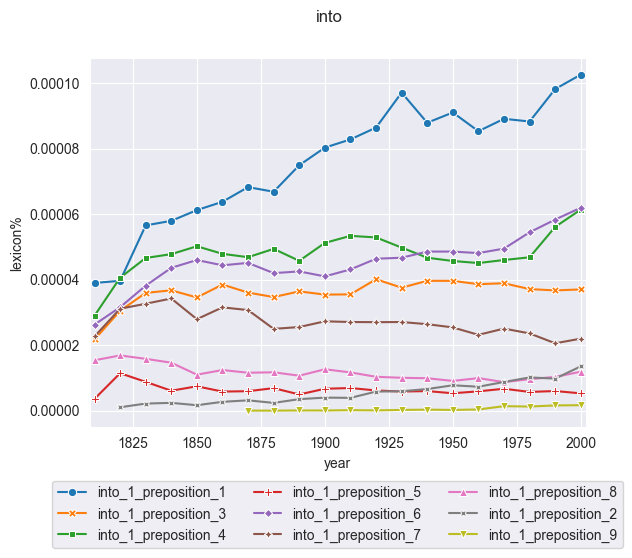 into
0.00010
0.00008
0.00006
0.00004
0.00002
0.00000
lexicon%
1825 1850 1875 1900 1925 1950 1975 2000
year
into_1_preposition_1 into_1_preposition_5 into_1_preposition_8
into_1_preposition_3 into_1_preposition_6 into_1_preposition_2
into_1_preposition_4 into_1_preposition_7 into_1_preposition_9